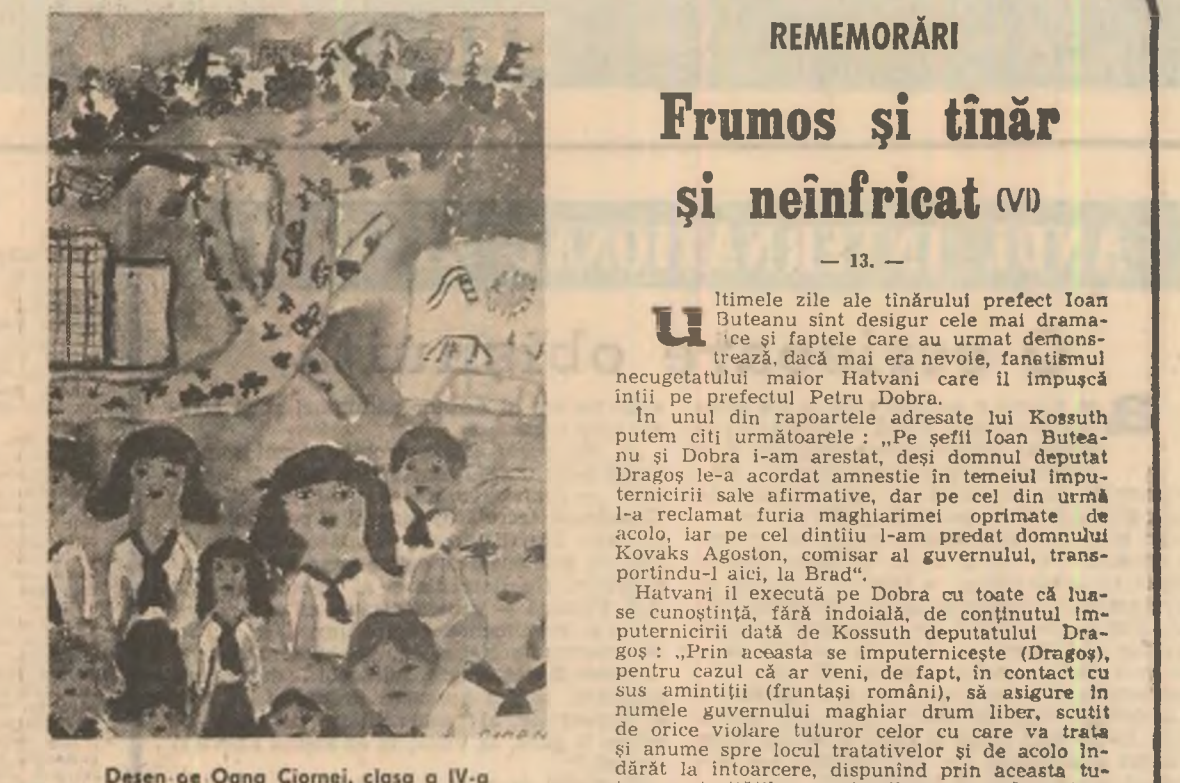 REMEMORĂRI
Frumos şi tînăr
şi neînfricat (VI)
— 13. —
Ultimele zile ale tînărului prefect Ioan
Buteanu sînt desigur cele mai drama-
ice şi faptele care au urmat demons-
trează, dacă mai era nevoie, fanatismul
necugetatului maior Hatvani care îl împuşcă
întîi pe prefectul Petru Dobra.
În unul din rapoartele adresate lui Kossuth
putem citi următoarele : „Pe şefii Ioan Butea-
nu şi Dobra i-am arestat, deşi domnul deputat
Dragoş le-a acordat amnestie în temeiul împu-
ternicirii sale afirmative, dar pe cel din urmă
l-a reclamat furia maghiarimei oprimate de
acolo, iar pe cel dintîiu l-am predat domnului
Kovaks Agoston, comisar al guvernului, trans-
portîndu-l aici, la Brad“.
Hatvani îl execută pe Dobra cu toate că lua-
se cunoştinţă, fără îndoială, de conţinutul îm-
puternicirii dată de Kossuth deputatului Dra-
goş : „Prin aceasta se împuterniceşte (Dragoş),
pentru cazul că ar veni, de fapt, în contact cu
sus amintiţii (fruntaşi români), să asigure în
numele guvernului maghiar drum liber, scutit
de orice violare tuturor celor cu care va trata
şi anume spre locul tratativelor şi de acolo în-
dărăt la întoarcere, dispunînd prin aceasta tu-
Desen de Oana Ciornei, clasa a IV-a